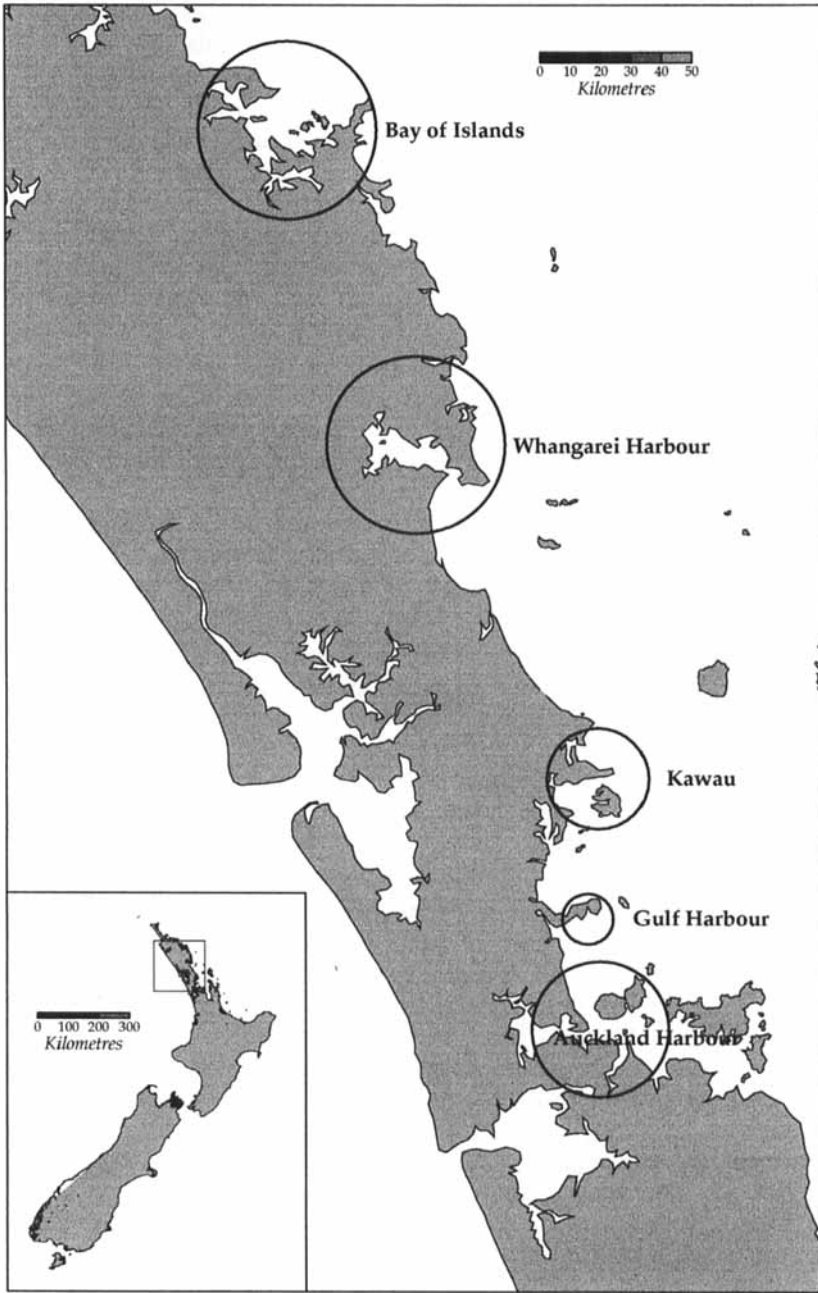 0 10 20 30 40 50
Kilometres
Bay of Islands
Whangarei Harbour
Kawau
Gulf Harbour
Auckland Harbour
0 100 200 300
Kilometres